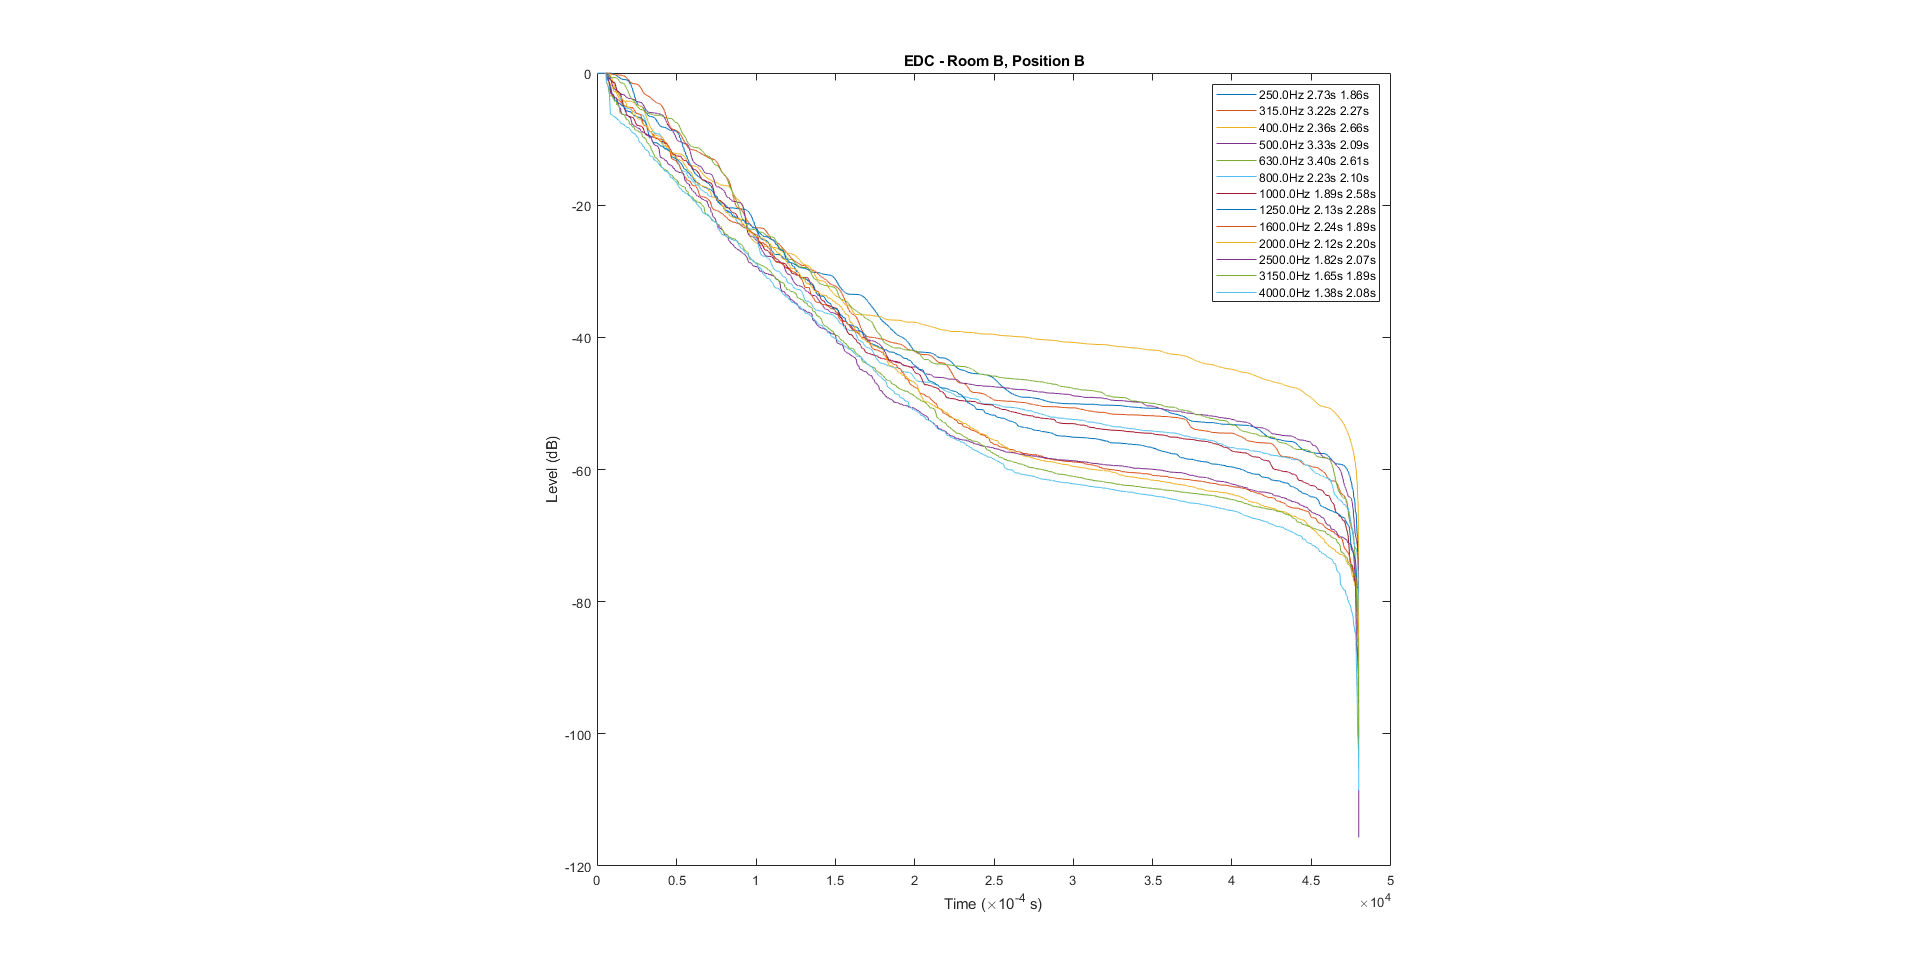 EDC - Room B, Position B
0
-20
-40
-60
-80
-100
-120
Level (dB)
250.0Hz 2.73s 1.86s
315.0Hz 3.22s 2.27s
400.0Hz 2.36s 2.66s
500.0Hz 3.33s 2.09s
630.0Hz 3.40s 2.61s
800.0Hz 2.23s 2.10s
1000.0Hz 1.89s 2.58s
1250.0Hz 2.13s 2.28s
1600.0Hz 2.24s 1.89s
2000.0Hz 2.12s 2.20s
2500.0Hz 1.82s 2.07s
3150.0Hz 1.65s 1.89s
4000.0Hz 1.38s 2.08s
0 0.5 1 1.5 2 2.5 3 3.5 4 4.5 5
Time (×10⁻⁴ s)
×10⁴